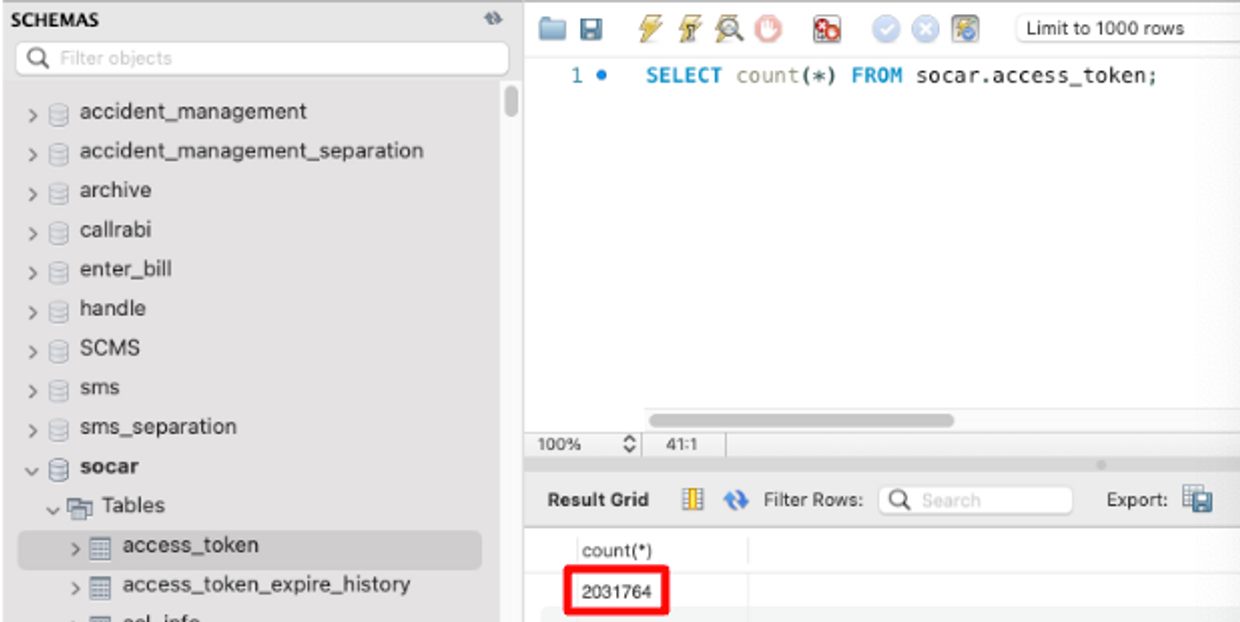 SCHEMAS
Filter objects
accident_management
accident_management_separation
archive
callrabi
enter_bill
handle
SCMS
sms
sms_separation
socar
Tables
access_token
access_token_expire_history
Limit to 1000 rows
1
SELECT count(*) FROM socar.access_token;
100%
41:1
Result Grid
Filter Rows:
Search
Export:
count(*)
2031764